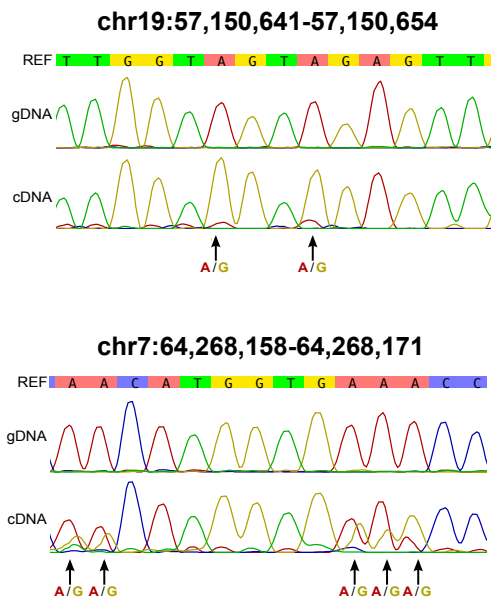 chr19:57,150,641-57,150,654
REF T T G G T A G T A G A G T T
gDNA
cDNA
A/G A/G
chr7:64,268,158-64,268,171
REF A A C A T G G T G A A A C C
gDNA
cDNA
A/G A/G A/G A/G A/G